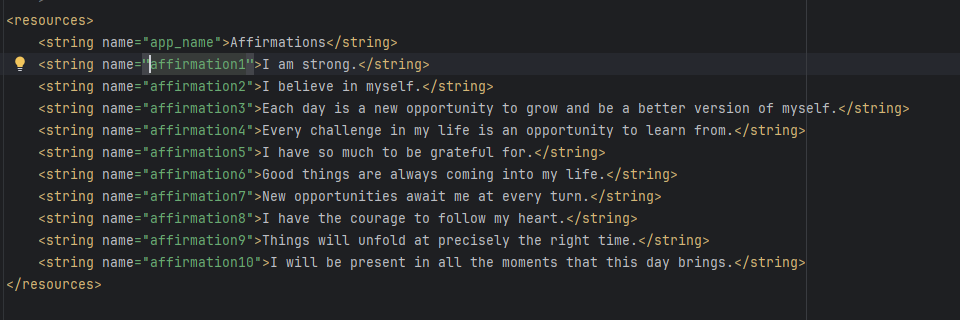 <resources>
    <string name="app_name">Affirmations</string>
    <string name="affirmation1">I am strong.</string>
    <string name="affirmation2">I believe in myself.</string>
    <string name="affirmation3">Each day is a new opportunity to grow and be a better version of myself.</string>
    <string name="affirmation4">Every challenge in my life is an opportunity to learn from.</string>
    <string name="affirmation5">I have so much to be grateful for.</string>
    <string name="affirmation6">Good things are always coming into my life.</string>
    <string name="affirmation7">New opportunities await me at every turn.</string>
    <string name="affirmation8">I have the courage to follow my heart.</string>
    <string name="affirmation9">Things will unfold at precisely the right time.</string>
    <string name="affirmation10">I will be present in all the moments that this day brings.</string>
</resources>